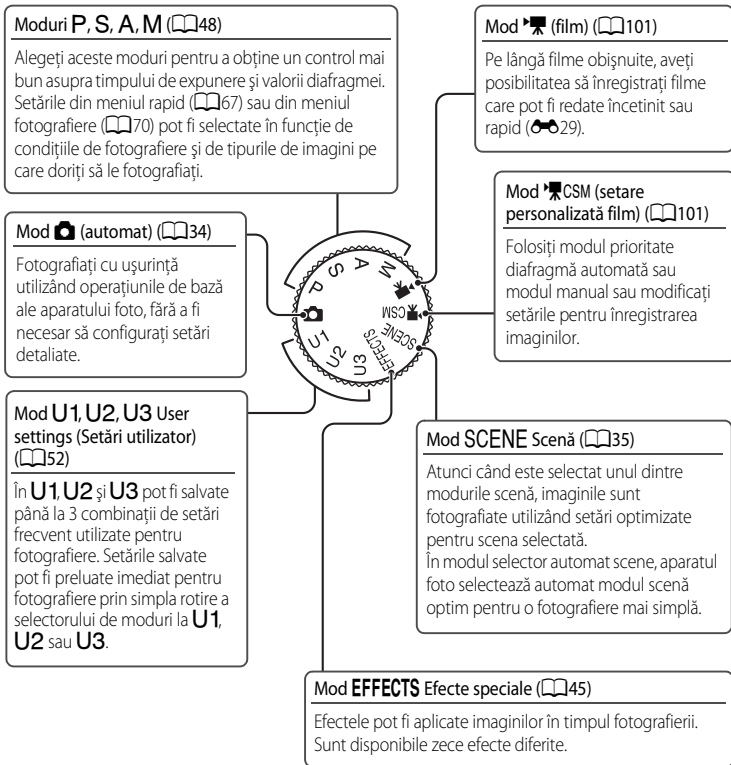 Moduri P, S, A, M (48)
Alegeți aceste moduri pentru a obține un control mai
bun asupra timpului de expunere și valorii diafragmei.
Setările din meniul rapid (67) sau din meniul
fotografiere (70) pot fi selectate în funcție de
condițiile de fotografiere și de tipurile de imagini pe
care doriți să le fotografiați.
Mod (film) (101)
Pe lângă filme obișnuite, aveți
posibilitatea să înregistrați filme
care pot fi redate încetinit sau
rapid (29).
Mod (automat) (34)
Fotografiați cu ușurință
utilizând operațiunile de bază
ale aparatului foto, fără a fi
necesar să configurați setări
detaliate.
Mod CSM (setare
personalizată film) (101)
Folosiți modul prioritate
diafragmă automată sau
modul manual sau modificați
setările pentru înregistrarea
imaginilor.
P
S
A
M
CSM
SCENE
EFFECTS
U3
U2
U1
Mod U1, U2, U3 User
settings (Setări utilizator)
(52)
În U1, U2 și U3 pot fi salvate
până la 3 combinații de setări
frecvent utilizate pentru
fotografiere. Setările salvate
pot fi preluate imediat pentru
fotografiere prin simpla rotire a
selectorului de moduri la U1,
U2 sau U3.
Mod SCENE Scenă (35)
Atunci când este selectat unul dintre
modurile scenă, imaginile sunt
fotografiate utilizând setări optimizate
pentru scena selectată.
În modul selector automat scene, aparatul
foto selectează automat modul scenă
optim pentru o fotografiere mai simplă.
Mod EFFECTS Efecte speciale (45)
Efectele pot fi aplicate imaginilor în timpul fotografierii.
Sunt disponibile zece efecte diferite.